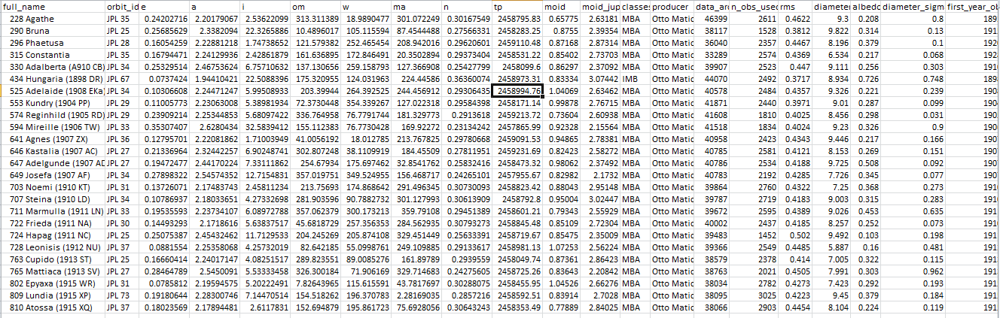 full_name orbit_id e a i om w ma n tp moid moid_jup classes producer data_ar n_obs_used rms diameter albedo diameter_sigm first_year_ob
228 Agathe JPL 35 0.24202716 2.20179067 2.53622099 313.311389 18.9890477 301.072249 0.30167549 2458795.83 0.65775 2.63181 MBA Otto Matic 46399 2611 0.4622 9.3 0.208 0.8 189
290 Bruna JPL 25 0.25685629 2.3382094 22.3265886 10.4896017 105.115594 87.4544488 0.27566331 2458283.25 0.8755 2.39354 MBA Otto Matic 38117 1528 0.3812 9.822 0.314 0.13 191
296 Phaetusa JPL 28 0.16054259 2.22881218 1.74738652 121.579382 252.465454 208.942016 0.29620601 2459110.48 0.87168 2.87314 MBA Otto Matic 36040 2357 0.4467 8.196 0.379 0.1 192
315 Constantia JPL 35 0.16794471 2.24129936 2.42861879 161.636895 172.846491 20.3502894 0.29373404 2458531.22 0.85402 2.73703 MBA Otto Matic 33289 2574 0.4369 6.534 0.217 0.068 192
330 Adalberta (A910 CB) JPL 34 0.25329514 2.46753624 6.75710632 137.130656 259.158793 127.366908 0.25427799 2458099.6 0.86297 2.37092 MBA Otto Matic 39907 2523 0.447 9.111 0.256 0.303 191
434 Hungaria (1898 DR) JPL 67 0.0737424 1.94410421 22.5088396 175.320955 124.031963 224.44586 0.36360074 2458973.31 0.83334 3.07442 IMB Otto Matic 44070 2492 0.3717 8.934 0.726 0.748 189
525 Adelaide (1908 EKa) JPL 34 0.10306608 2.24471247 5.99508933 203.39944 264.392525 244.456912 0.29306435 2458994.76 1.04069 2.63462 MBA Otto Matic 40578 2484 0.4357 9.326 0.221 0.239 190
553 Kundry (1904 PP) JPL 29 0.11005773 2.23063008 5.38981934 72.3730448 354.339267 127.022318 0.29584398 2458171.14 0.99878 2.76715 MBA Otto Matic 41871 2440 0.3971 9.01 0.287 0.099 190
574 Reginhild (1905 RD) JPL 29 0.23909214 2.25344853 5.68097422 336.764958 76.7791744 181.329773 0.2913618 2459213.72 0.73604 2.60938 MBA Otto Matic 41608 1810 0.4025 8.456 0.298 0.031 190
594 Mireille (1906 TW) JPL 33 0.35307407 2.6280434 32.5839412 155.112383 76.7730428 169.92272 0.23134242 2457865.99 0.92328 2.15564 MBA Otto Matic 41518 1834 0.4024 9.23 0.326 0.9 190
641 Agnes (1907 ZX) JPL 36 0.12795701 2.22081862 1.71003949 41.0056192 18.012785 213.767825 0.29780668 2459091.53 0.94865 2.78381 MBA Otto Matic 40958 2423 0.4343 9.446 0.217 0.166 190
646 Kastalia (1907 AC) JPL 27 0.21336964 2.32442257 6.90248741 302.807248 38.1109919 184.45509 0.27811951 2459231.69 0.82423 2.58272 MBA Otto Matic 40785 2581 0.4121 8.153 0.269 0.151 190
647 Adelgunde (1907 AD JPL 27 0.19472477 2.44170224 7.33111862 254.67934 175.697462 32.8541762 0.25832416 2458473.32 0.98062 2.37492 MBA Otto Matic 40786 2534 0.4188 9.725 0.508 0.092 190
649 Josefa (1907 AF) JPL 34 0.27898322 2.54574352 12.7154831 357.019751 349.524955 156.468717 0.24265101 2457955.67 0.82982 2.1732 MBA Otto Matic 40783 2192 0.4285 7.726 0.345 0.077 190
703 Noemi (1910 KT) JPL 31 0.13726071 2.17483743 2.45811234 213.75693 174.868642 291.496345 0.30730093 2458823.42 0.88043 2.95148 MBA Otto Matic 39864 2760 0.4322 7.25 0.368 0.273 191
707 Steina (1910 LD) JPL 34 0.10786937 2.18033651 4.27332698 281.903596 90.7882732 301.127993 0.30613909 2458792.8 0.95004 3.02447 MBA Otto Matic 39787 2719 0.4183 9.003 0.315 0.283 191
711 Marmulla (1911 LN) JPL 33 0.19535593 2.23734107 6.08972788 357.062379 300.173213 359.79108 0.29451389 2458601.21 0.79343 2.55929 MBA Otto Matic 39672 2595 0.4389 9.026 0.453 0.635 191
722 Frieda (1911 NA) JPL 30 0.14493293 2.1718616 5.63837517 45.6818729 257.356353 284.562935 0.30793273 2458845.48 0.85109 2.72304 MBA Otto Matic 40002 2437 0.4185 8.257 0.252 0.073 191
724 Hapag (1911 NC) JPL 25 0.25075387 2.45432462 11.7129533 204.245269 205.874108 329.451449 0.25633391 2458719.67 0.85475 2.35009 MBA Otto Matic 39483 1452 0.502 9.492 0.103 0.198 191
728 Leonisis (1912 NU) JPL 37 0.0881554 2.25358068 4.25732019 82.642185 55.0998761 249.109885 0.29133617 2458981.13 1.07253 2.56224 MBA Otto Matic 39366 2549 0.4485 5.887 0.16 0.481 191
763 Cupido (1913 ST) JPL 34 0.16660414 2.24017147 4.08251517 289.823551 89.0085276 161.89789 0.2939559 2458049.74 0.87361 2.86423 MBA Otto Matic 38579 2378 0.414 7.005 0.322 0.115 191
765 Mattiaca (1913 SV) JPL 27 0.28464789 2.5450091 5.53333458 326.300184 71.906169 329.714683 0.24275605 2458725.26 0.83643 2.20842 MBA Otto Matic 38763 2021 0.4505 7.991 0.303 0.962 191
802 Epyaxa (1915 WR) JPL 31 0.0785812 2.19594575 5.20222491 7.82643965 115.615591 43.7817697 0.30288075 2458455.95 1.04526 2.66276 MBA Otto Matic 38034 2782 0.4273 7.423 0.292 0.193 191
809 Lundia (1915 XP) JPL 73 0.19180644 2.28300746 7.14470514 154.518262 196.370783 2.28169035 0.2857216 2458592.51 0.83914 2.7028 MBA Otto Matic 38095 3025 0.4223 9.45 0.379 0.184 191
810 Atossa (1915 XQ) JPL 37 0.18023569 2.17894481 2.6117831 152.694879 195.861723 75.6928056 0.30643243 2458353.49 0.77889 2.84025 MBA Otto Matic 38066 2903 0.4454 8.104 0.224 0.119 191